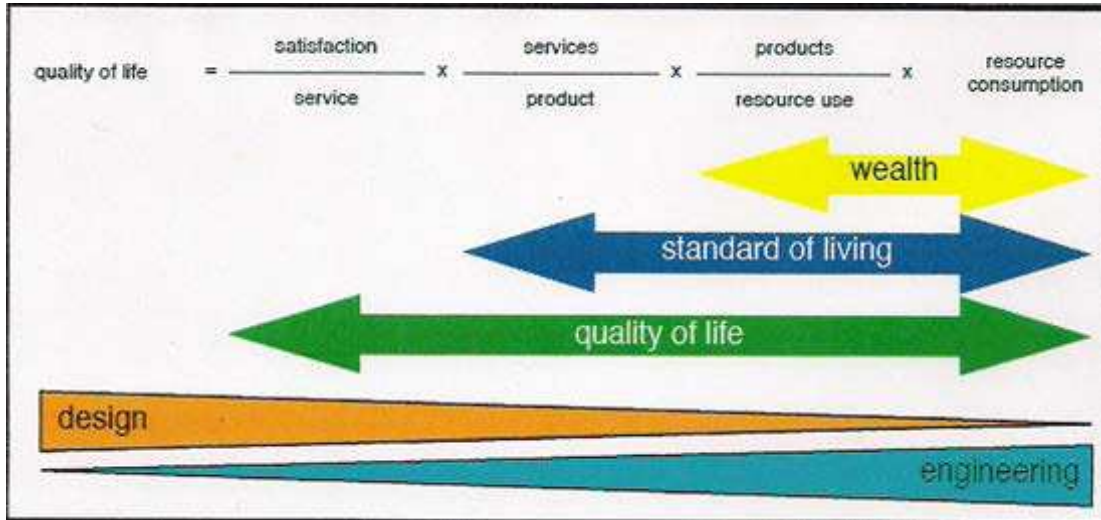 satisfaction services products
quality of life = x x x resource
consumption
service product resource use
wealth
standard of living
quality of life
design
engineering